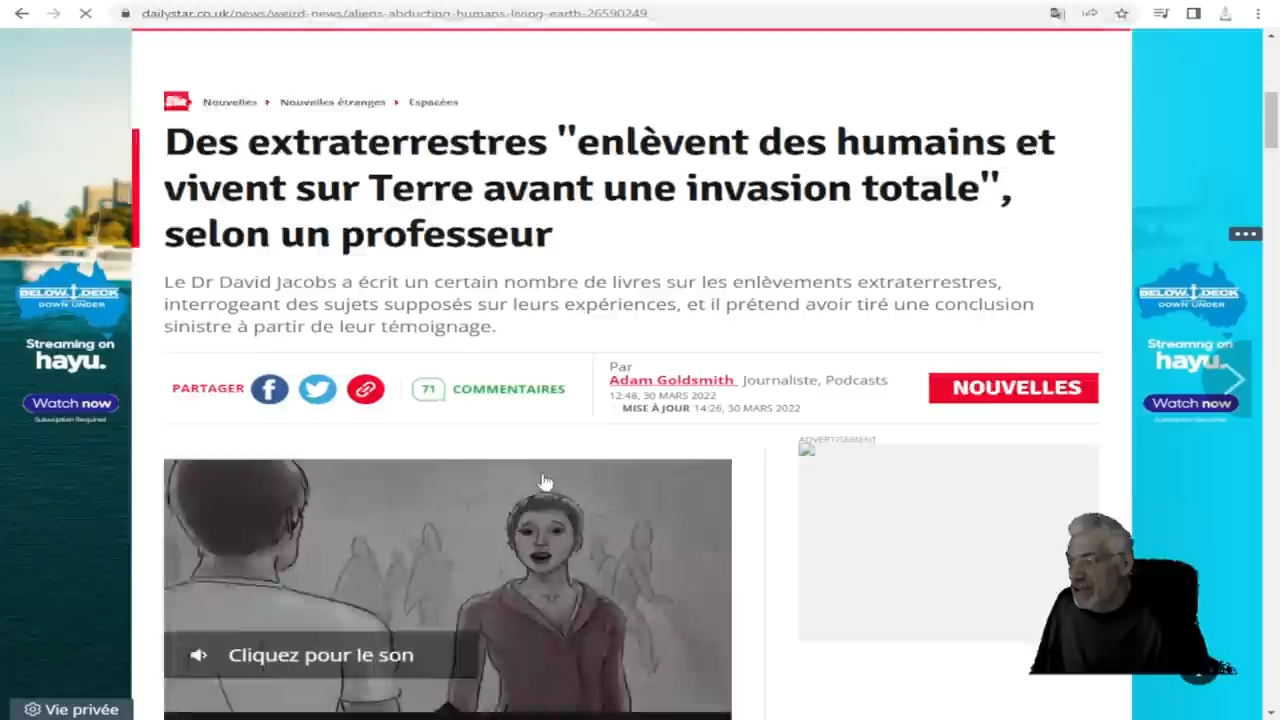 dailystar.co.uk/news/weird-news/aliens-abducting-humans-living-earth-26590249
Nouvelles Nouvelles étranges Espacées
Des extraterrestres "enlèvent des humains et
vivent sur Terre avant une invasion totale",
selon un professeur
Le Dr David Jacobs a écrit un certain nombre de livres sur les enlèvements extraterrestres,
interrogeant des sujets supposés sur leurs expériences, et il prétend avoir tiré une conclusion
sinistre à partir de leur témoignage.
PARTAGER
71 COMMENTAIRES
Par
Adam Goldsmith Journaliste, Podcasts
12:48, 30 MARS 2022
MISE À JOUR 14:26, 30 MARS 2022
NOUVELLES
ADVERTISEMENT
Cliquez pour le son
BELOW DECK
DOWN UNDER
Streaming on
hayu.
Watch now
Subscription Required
BELOW DECK
DOWN UNDER
Streaming on
hayu.
Watch now
Subscription Required
Vie privée